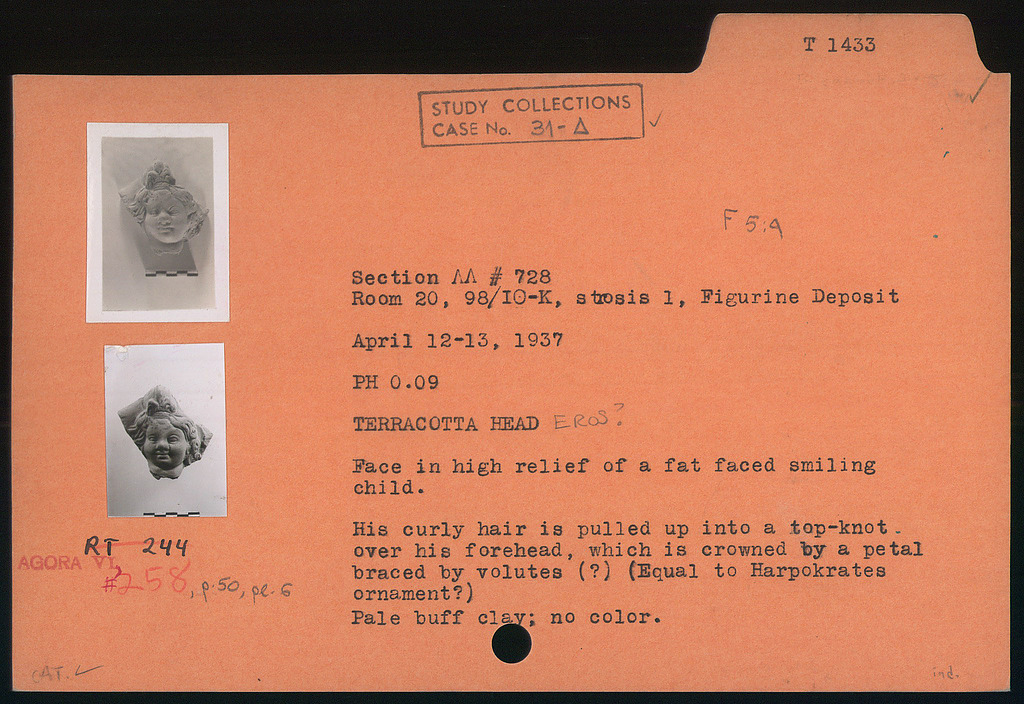 T 1433
STUDY COLLECTIONS
CASE No. 31-Δ
F 5:9
Section ΛΛ # 728
Room 20, 98/IO-K, strosis 1, Figurine Deposit
April 12-13, 1937
PH 0.09
TERRACOTTA HEAD EROS?
Face in high relief of a fat faced smiling
child.
His curly hair is pulled up into a top-knot
over his forehead, which is crowned by a petal
braced by volutes (?) (Equal to Harpokrates
ornament?)
Pale buff clay; no color.
RT 244
AGORA VI,
#258, p.50, pl.6
CAT.
ind.